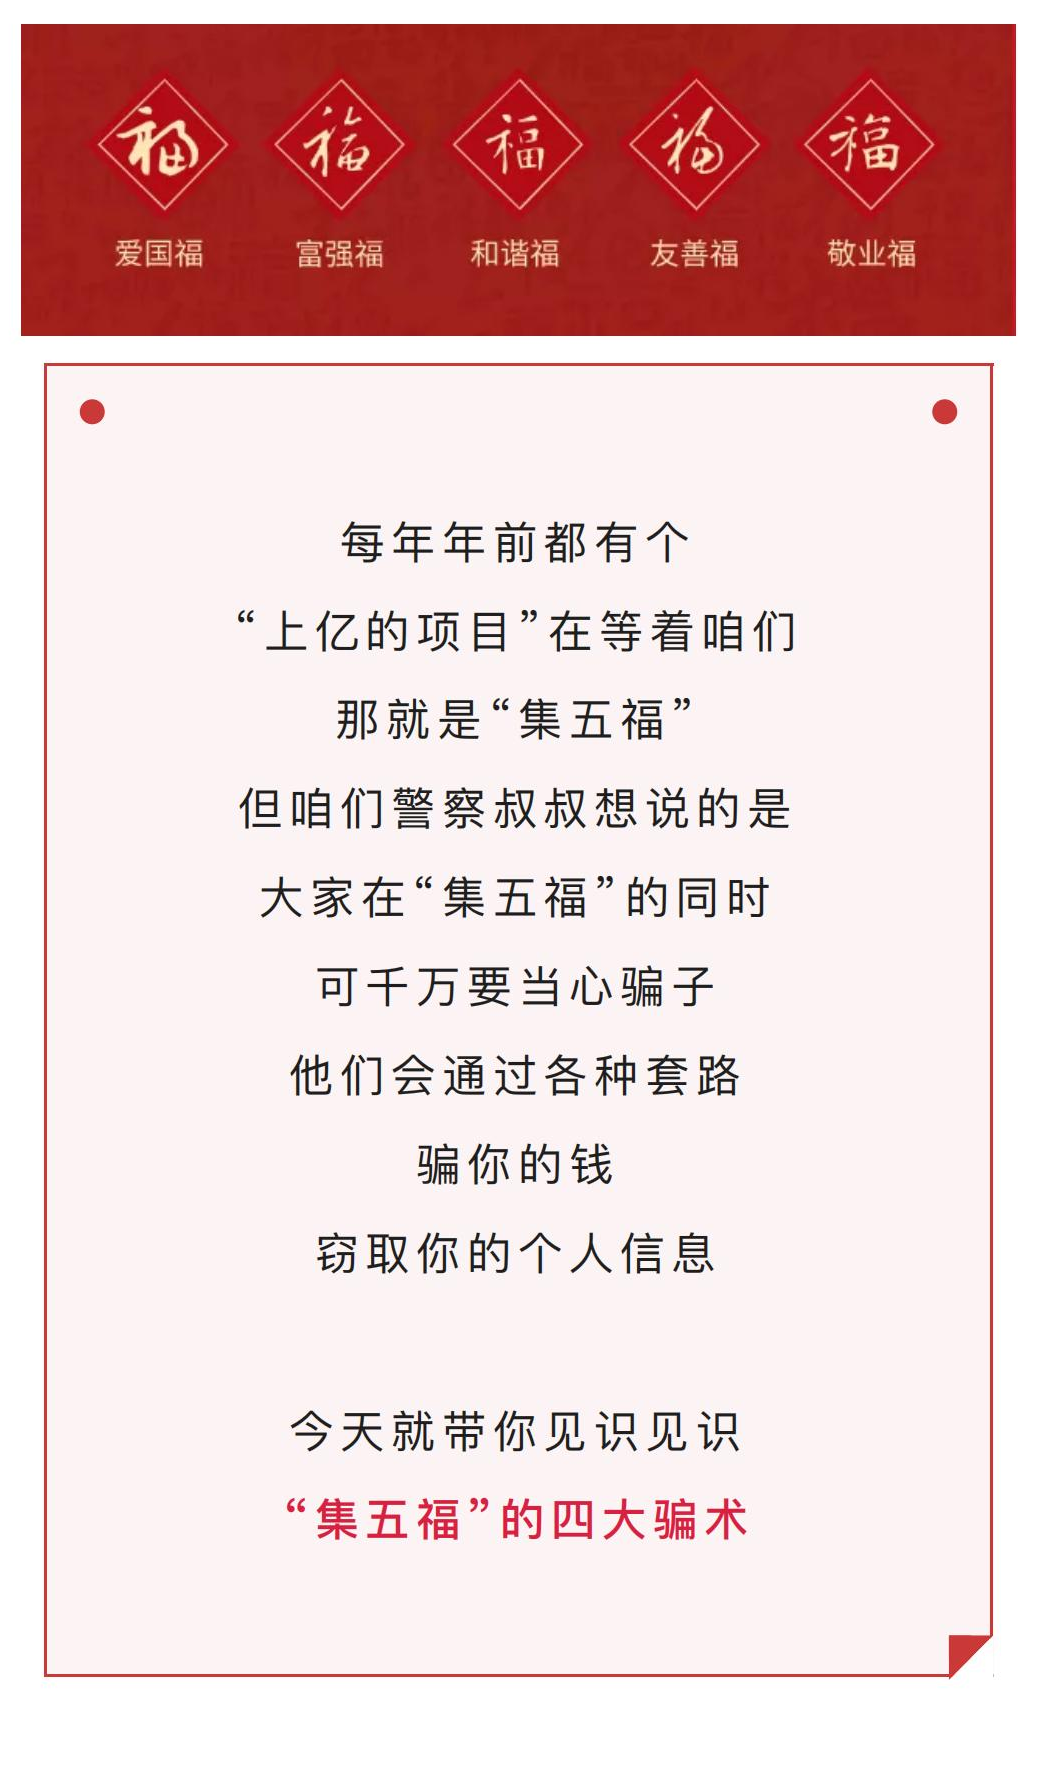 福 福 福 福 福
爱国福 富强福 和谐福 友善福 敬业福
每年年前都有个
“上亿的项目”在等着咱们
那就是“集五福”
但咱们警察叔叔想说的是
大家在“集五福”的同时
可千万要当心骗子
他们会通过各种套路
骗你的钱
窃取你的个人信息
今天就带你见识见识
“集五福”的四大骗术